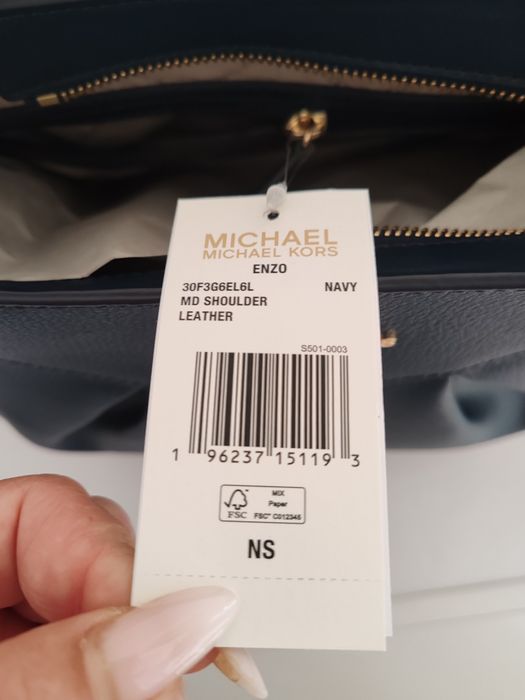 MICHAEL
MICHAEL KORS
ENZO
30F3G6EL6L NAVY
MD SHOULDER
LEATHER
S501-0003
1 96237 15119 3
MIX
Paper
FSC FSC® C012345
NS